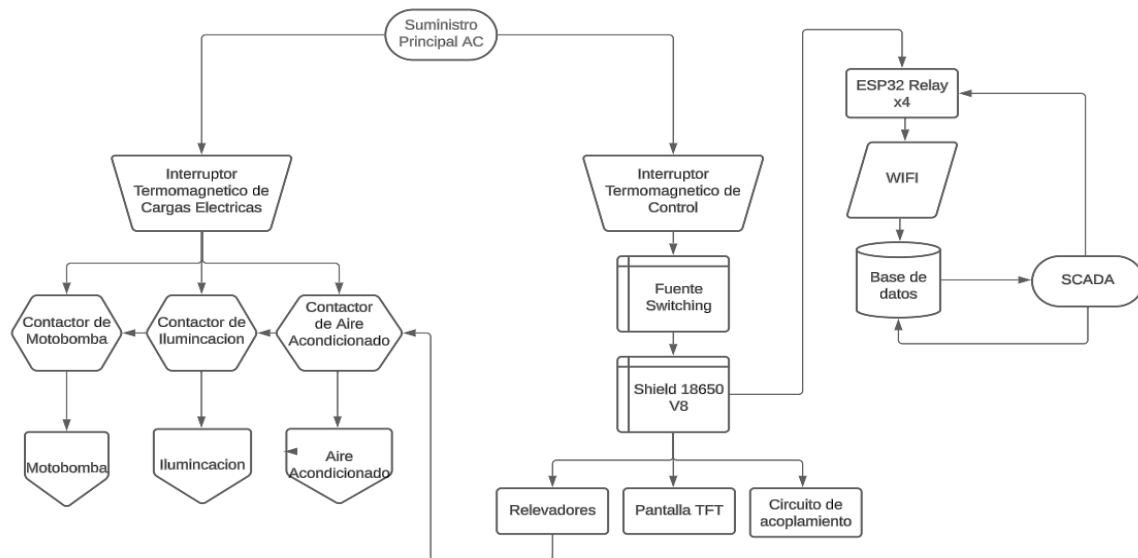 Suministro
Principal AC
ESP32 Relay
x4
Interruptor
Termomagnetico de
Cargas Electricas
Interruptor
Termomagnetico de
Control
WIFI
Base de
datos
SCADA
Fuente
Switching
Contactor de
Motobomba
Contactor de
Ilumincacion
Contactor
de Aire
Acondicionado
Shield 18650
V8
Motobomba
Ilumincacion
Aire
Acondicionado
Relevadores
Pantalla TFT
Circuito de
acoplamiento